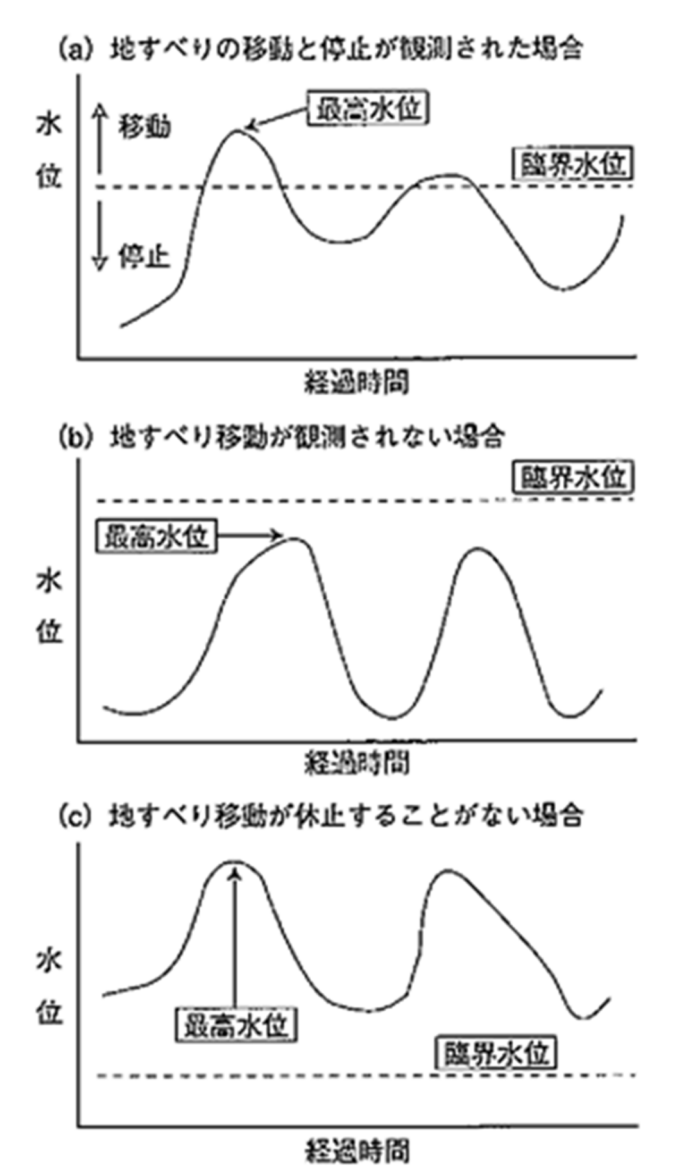 (a) 地すべりの移動と停止が観測された場合
水位
移動
最高水位
臨界水位
停止
経過時間
(b) 地すべり移動が観測されない場合
臨界水位
最高水位
水位
経過時間
(c) 地すべり移動が休止することがない場合
水位
最高水位
臨界水位
経過時間